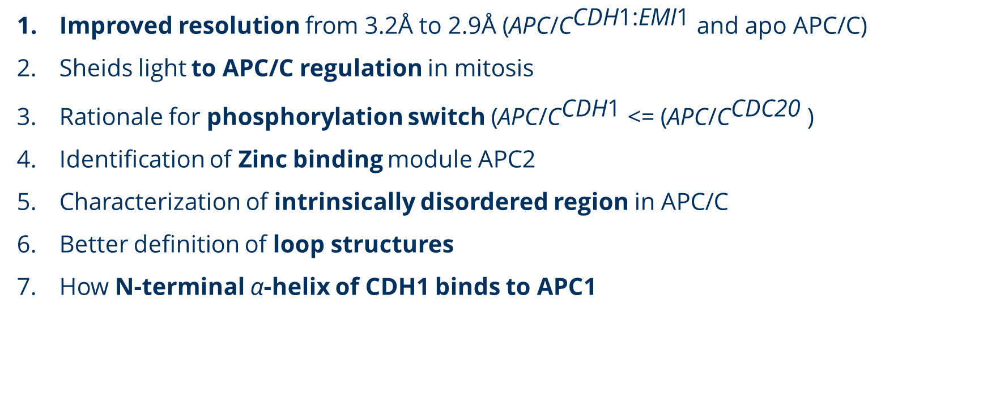 1. Improved resolution from 3.2Å to 2.9Å (APC/C^CDH1:EMI1 and apo APC/C)
2. Sheids light to APC/C regulation in mitosis
3. Rationale for phosphorylation switch (APC/C^CDH1 <= (APC/C^CDC20 )
4. Identification of Zinc binding module APC2
5. Characterization of intrinsically disordered region in APC/C
6. Better definition of loop structures
7. How N-terminal α-helix of CDH1 binds to APC1